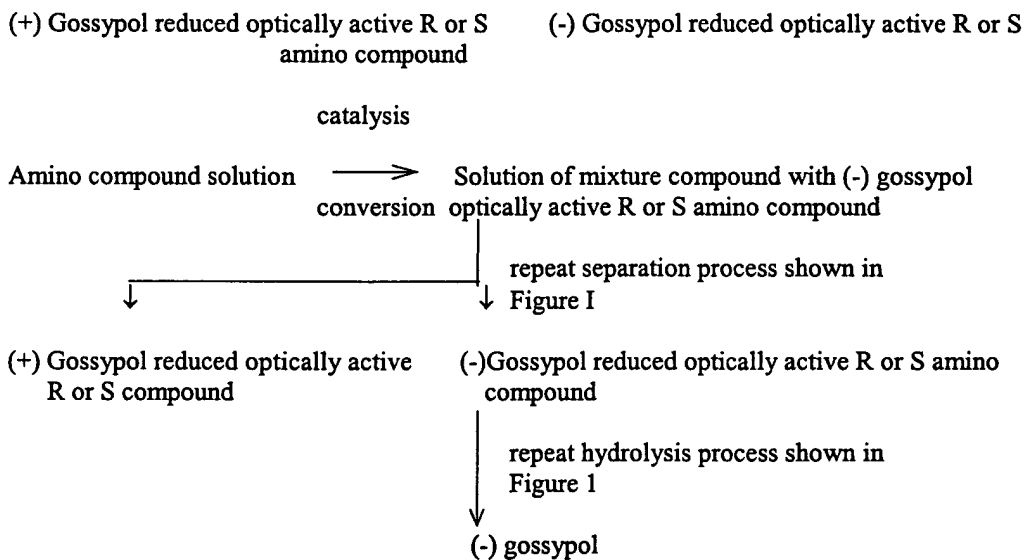 (+) Gossypol reduced optically active R or S
amino compound
(-) Gossypol reduced optically active R or S
catalysis
Amino compound solution
conversion
Solution of mixture compound with (-) gossypol
optically active R or S amino compound
repeat separation process shown in
Figure I
(+) Gossypol reduced optically active
R or S compound
(-)Gossypol reduced optically active R or S amino
compound
repeat hydrolysis process shown in
Figure 1
(-) gossypol